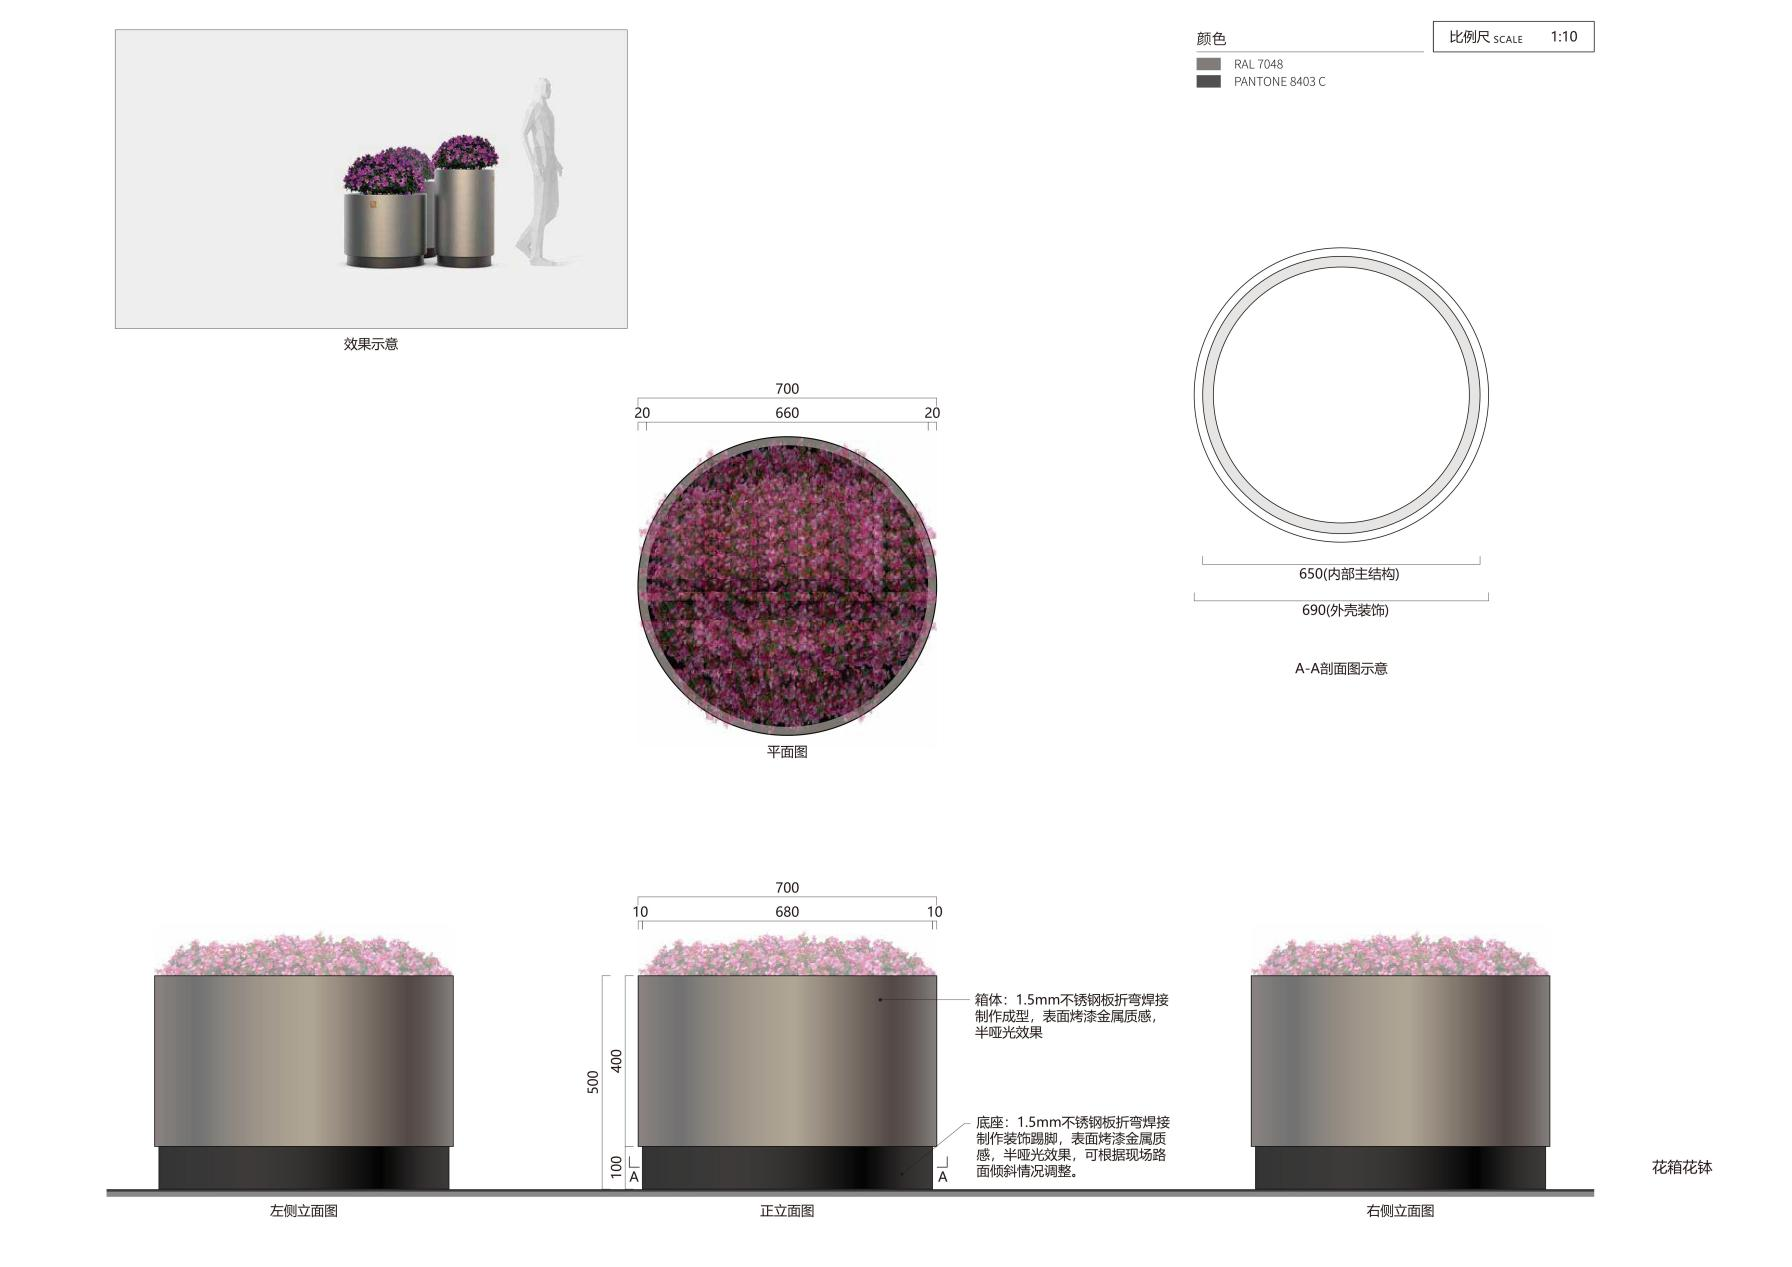 颜色
比例尺 SCALE 1:10
RAL 7048
PANTONE 8403 C
效果示意
700
20 660 20
平面图
650(内部主结构)
690(外壳装饰)
A-A剖面图示意
700
10 680 10
500
400
100
箱体：1.5mm不锈钢板折弯焊接
制作成型，表面烤漆金属质感，
半哑光效果
底座：1.5mm不锈钢板折弯焊接
制作装饰踢脚，表面烤漆金属质
感，半哑光效果，可根据现场路
面倾斜情况调整。
A A
左侧立面图
正立面图
右侧立面图
花箱花钵